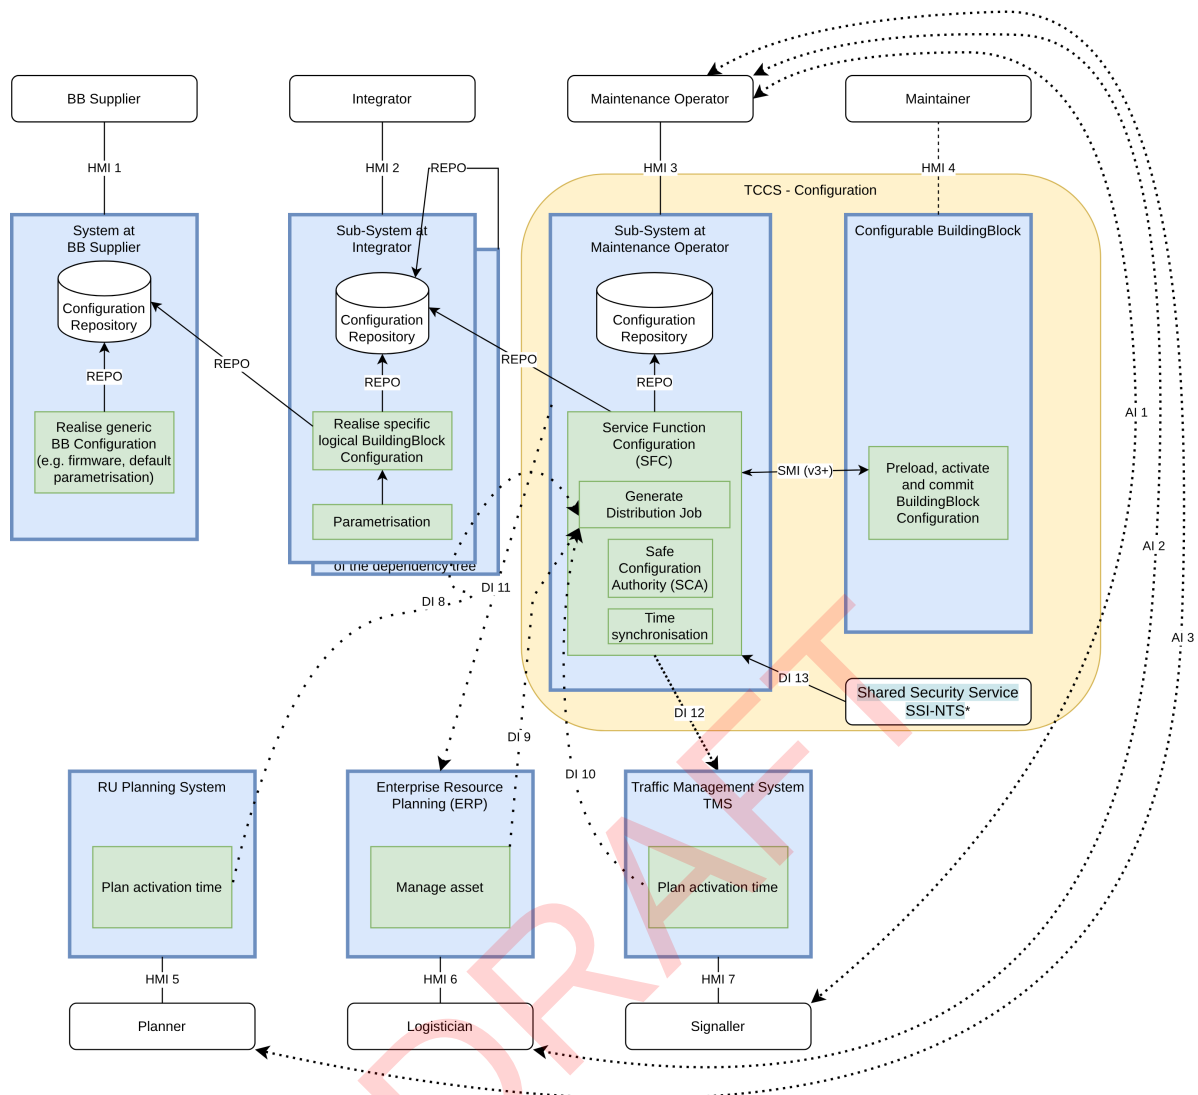 BB Supplier
Integrator
Maintenance Operator
Maintainer
HMI 1
HMI 2
REPO
HMI 3
HMI 4
TCCS - Configuration
System at
BB Supplier
Sub-System at
Integrator
Sub-System at
Maintenance Operator
Configurable BuildingBlock
Configuration
Repository
Configuration
Repository
Configuration
Repository
REPO
REPO
REPO
REPO
REPO
Realise generic
BB Configuration
(e.g. firmware, default
parametrisation)
Realise specific
logical BuildingBlock
Configuration
Parametrisation
of the dependency tree
Service Function
Configuration
(SFC)
Generate
Distribution Job
Safe
Configuration
Authority (SCA)
Time
synchronisation
SMI (v3+)
Preload, activate
and commit
BuildingBlock
Configuration
AI 1
AI 2
AI 3
DI 8
DI 11
DI 9
DI 10
DI 12
DI 13
Shared Security Service
SSI-NTS*
RU Planning System
Plan activation time
Enterprise Resource
Planning (ERP)
Manage asset
Traffic Management System
TMS
Plan activation time
HMI 5
HMI 6
HMI 7
Planner
Logistician
Signaller
DRAFT